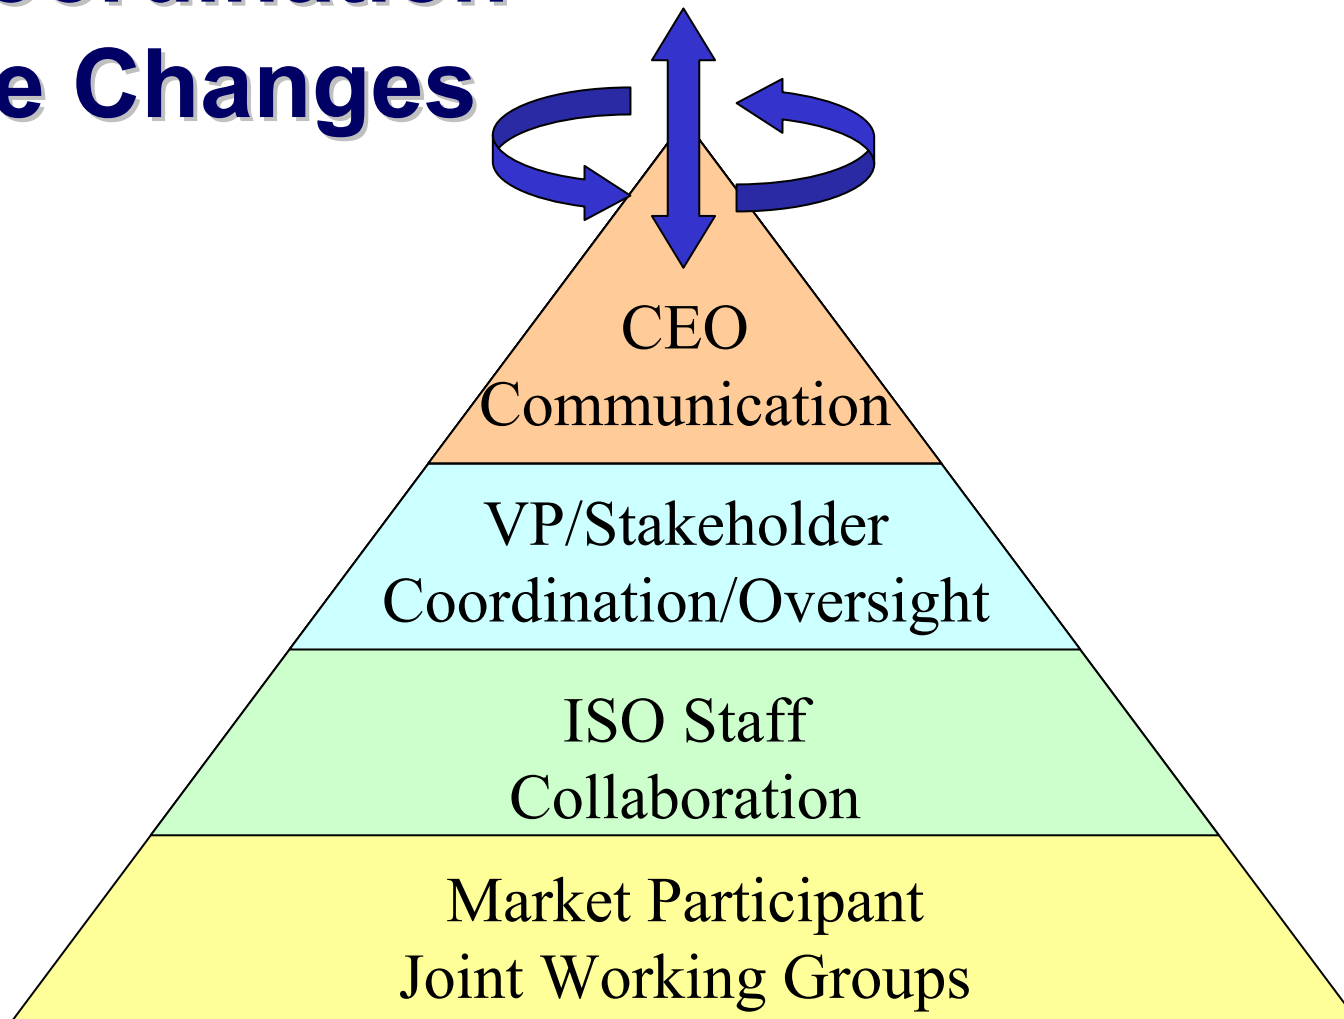 e Changes
CEO
Communication
VP/Stakeholder
Coordination/Oversight
ISO Staff
Collaboration
Market Participant
Joint Working Groups